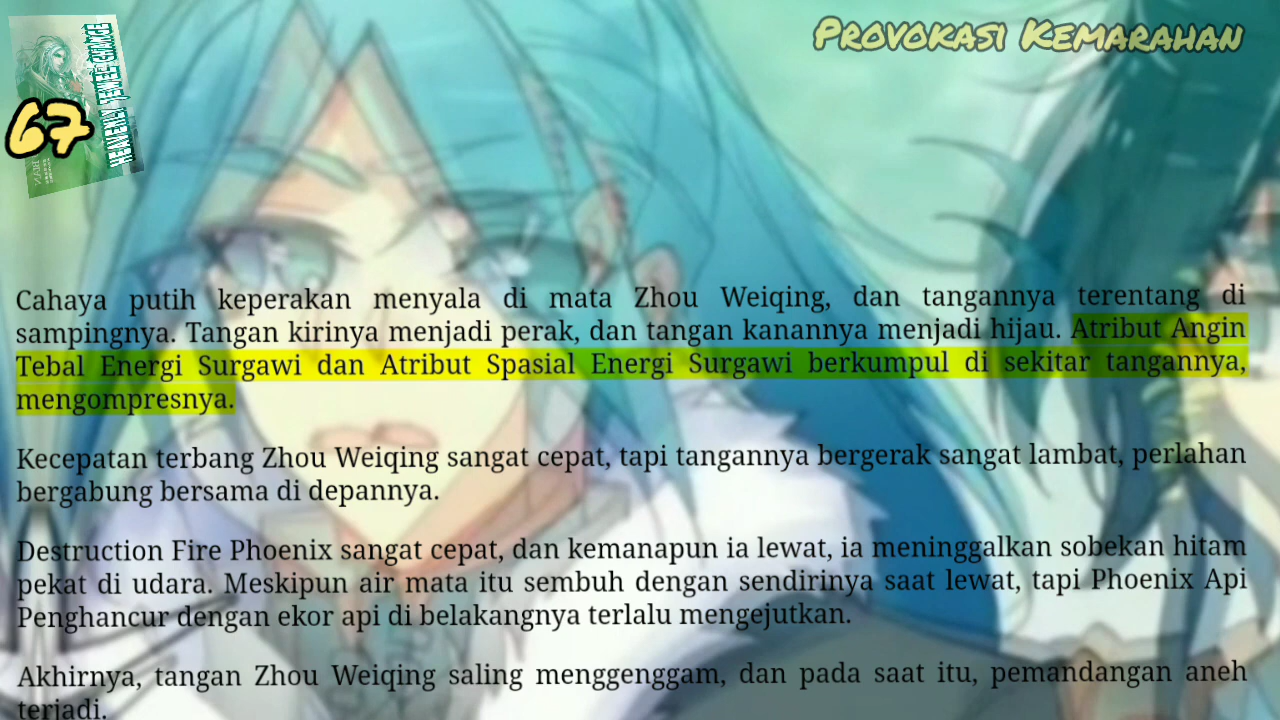 Provokasi Kemarahan
HEAVENLY JEWEL CHANGE
67
Cahaya putih keperakan menyala di mata Zhou Weiqing, dan tangannya terentang di
sampingnya. Tangan kirinya menjadi perak, dan tangan kanannya menjadi hijau. Atribut Angin
Tebal Energi Surgawi dan Atribut Spasial Energi Surgawi berkumpul di sekitar tangannya,
mengompresnya.
Kecepatan terbang Zhou Weiqing sangat cepat, tapi tangannya bergerak sangat lambat, perlahan
bergabung bersama di depannya.
Destruction Fire Phoenix sangat cepat, dan kemanapun ia lewat, ia meninggalkan sobekan hitam
pekat di udara. Meskipun air mata itu sembuh dengan sendirinya saat lewat, tapi Phoenix Api
Penghancur dengan ekor api di belakangnya terlalu mengejutkan.
Akhirnya, tangan Zhou Weiqing saling menggenggam, dan pada saat itu, pemandangan aneh
terjadi.